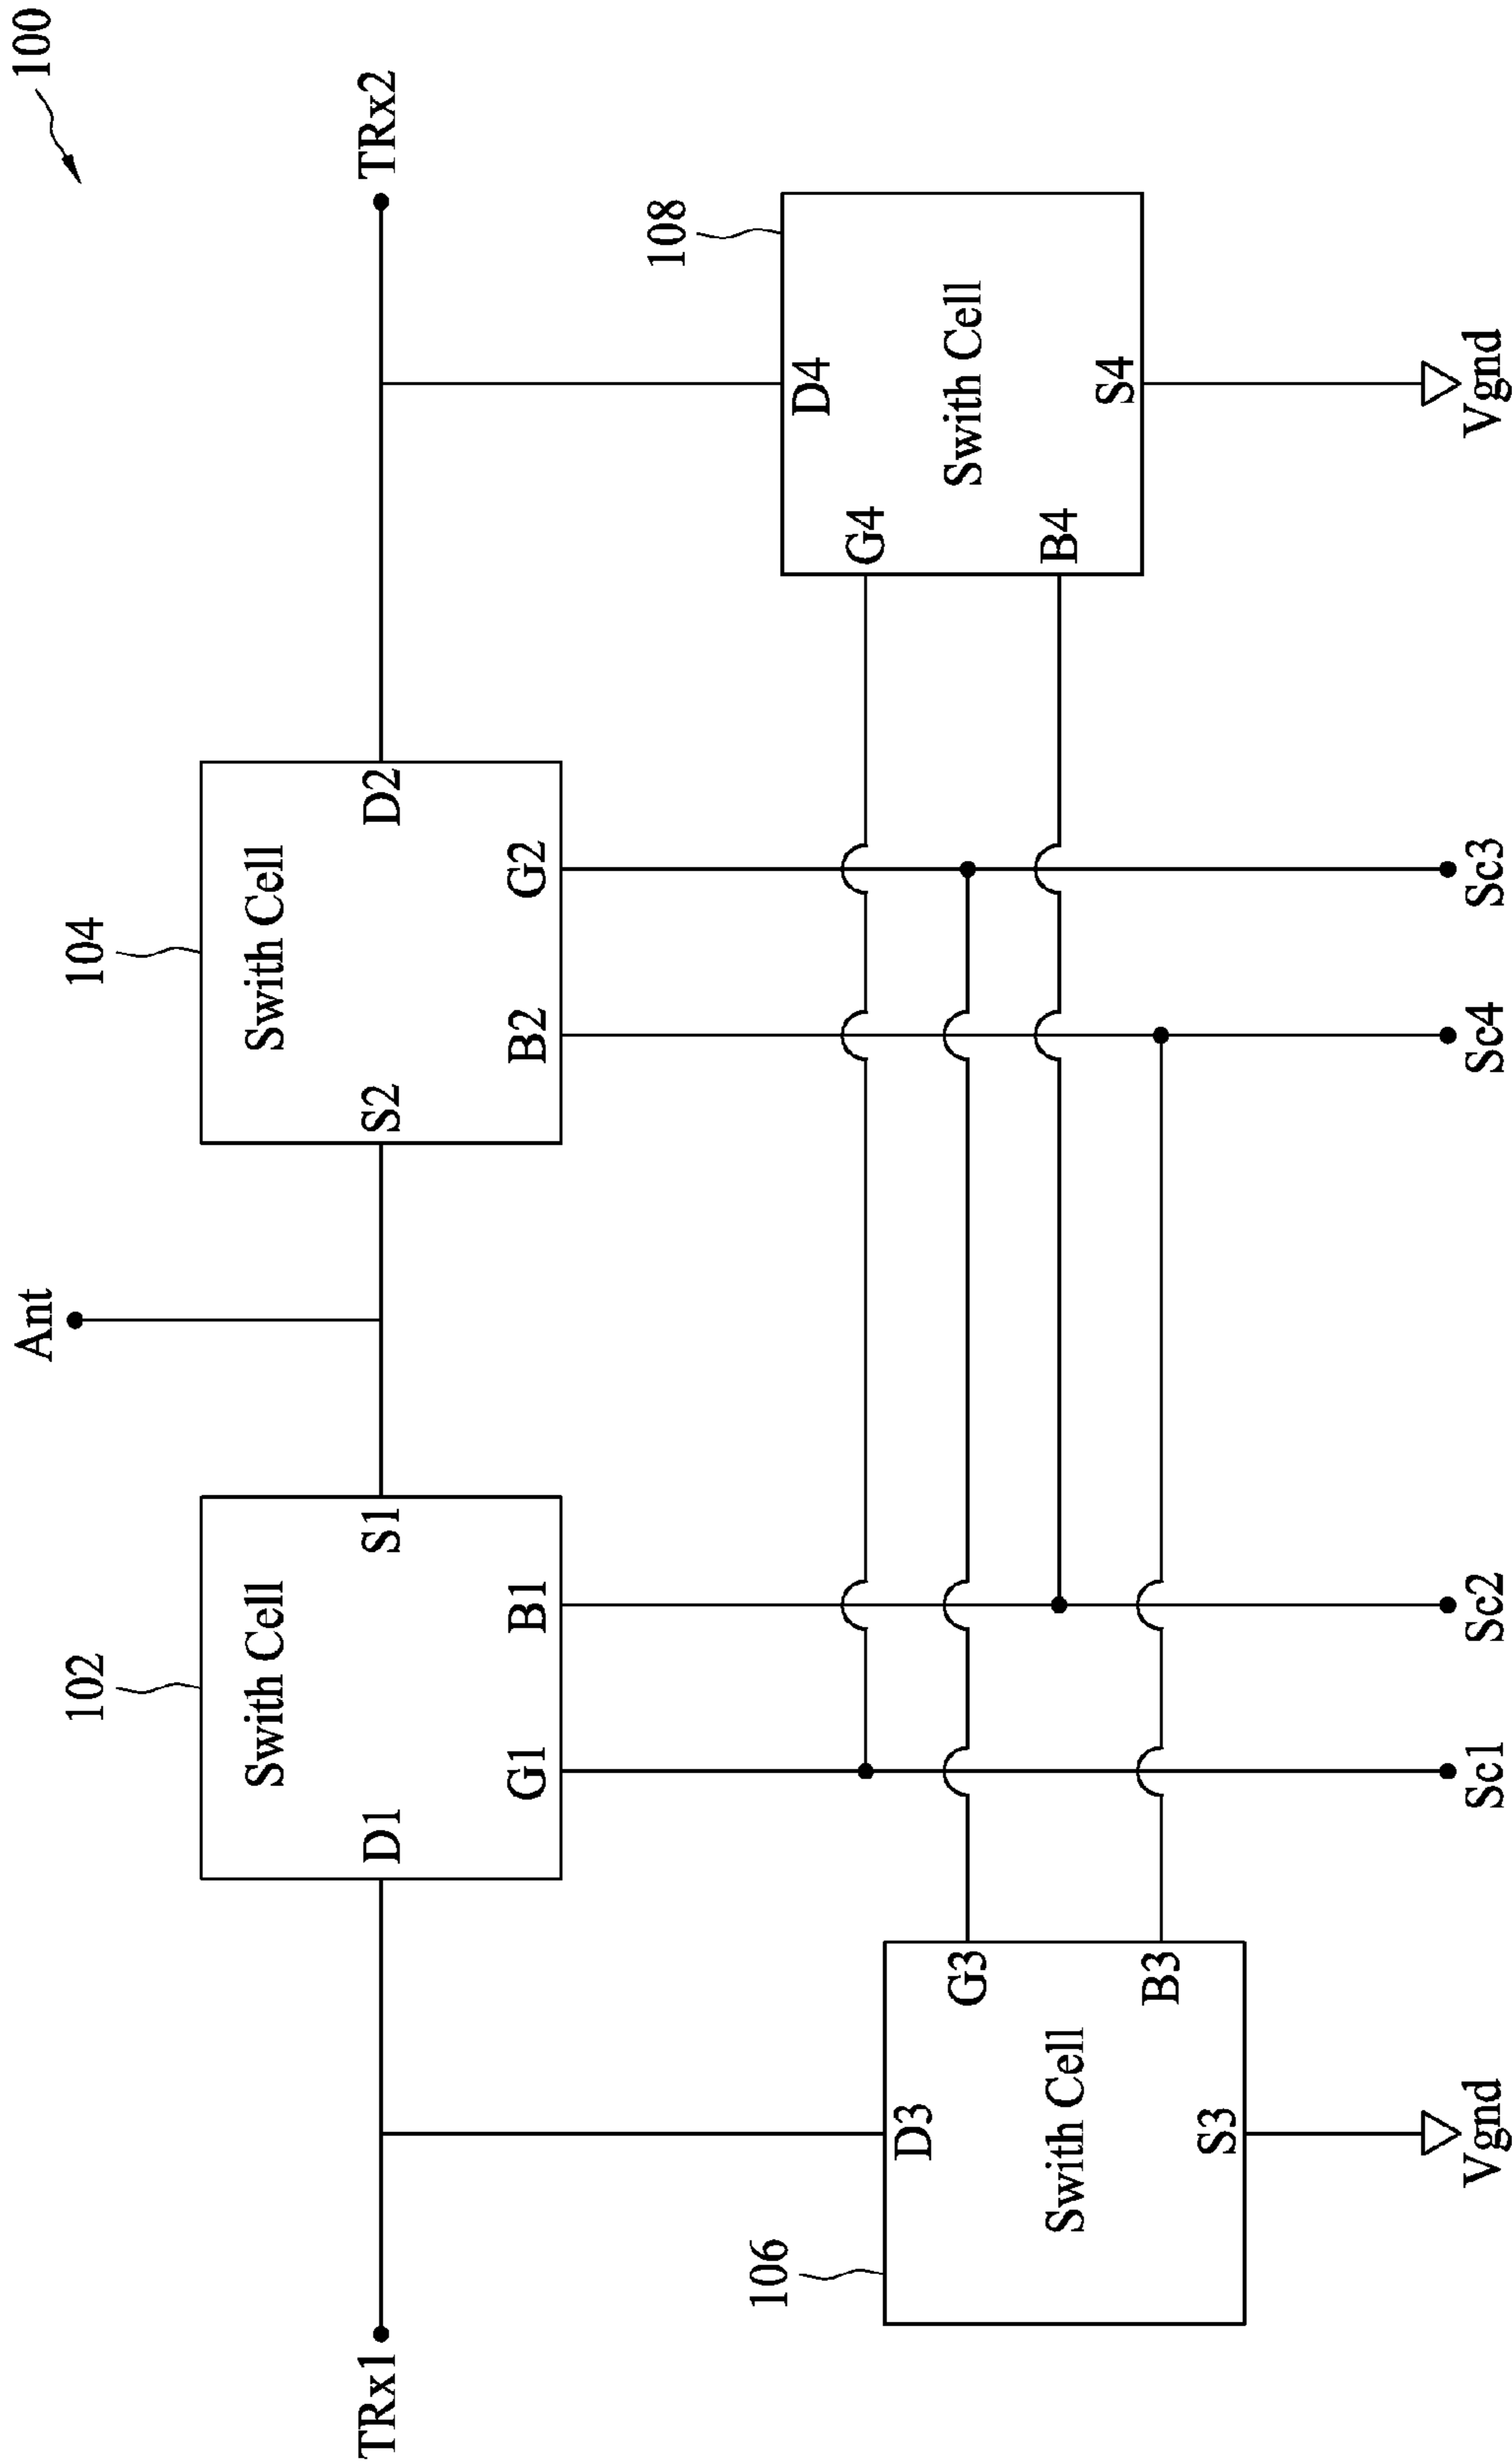 100
Ant
TRx1
TRx2
102
104
Swith Cell
Swith Cell
D1
S1
S2
D2
G1
B1
B2
G2
106
108
D3
G3
Swith Cell
B3
S3
D4
G4
Swith Cell
B4
S4
Vgnd
Sc1
Sc2
Sc4
Sc3
Vgnd